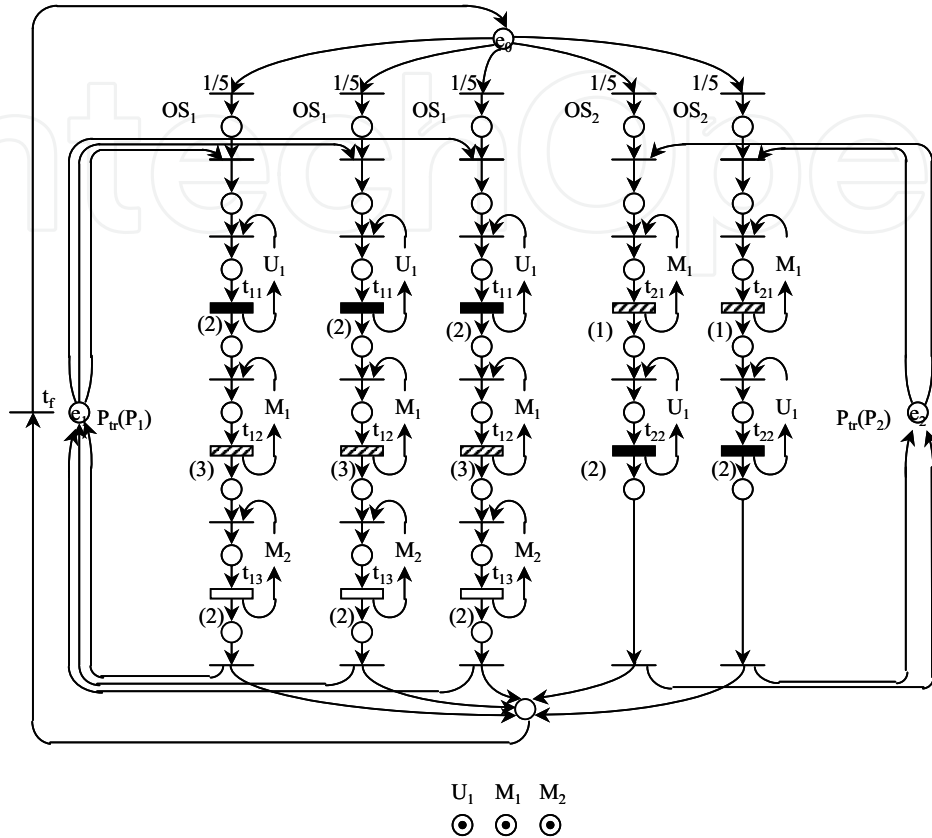 e₀
1/5 1/5 1/5 1/5 1/5
OS₁ OS₁ OS₁ OS₂ OS₂
U₁ U₁ U₁ M₁ M₁
t₁₁ t₁₁ t₁₁ t₂₁ t₂₁
(2) (2) (2) (1) (1)
M₁ M₁ M₁ U₁ U₁
t_f e₁ P_tr(P₁) P_tr(P₂) e₂
t₁₂ t₁₂ t₁₂ t₂₂ t₂₂
(3) (3) (3) (2) (2)
M₂ M₂ M₂
t₁₃ t₁₃ t₁₃
(2) (2) (2)
U₁ M₁ M₂